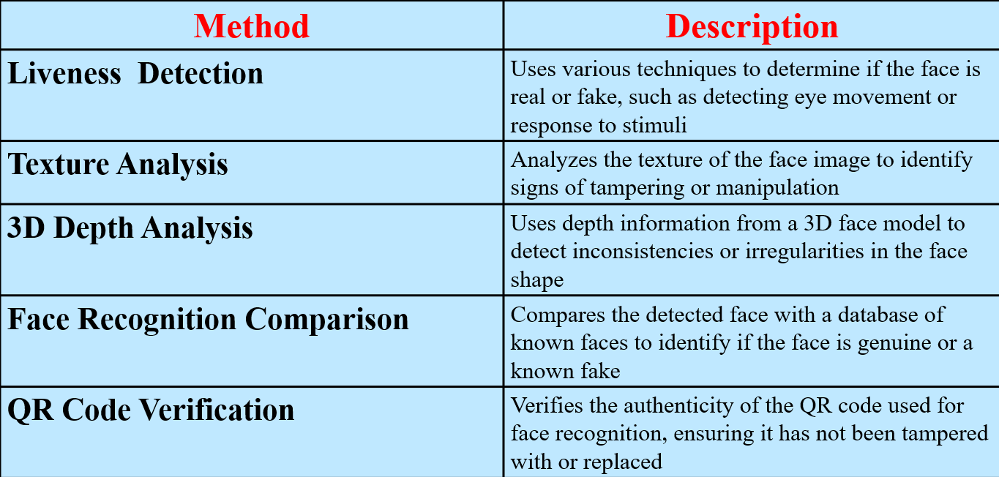 Method
Description
Liveness  Detection
Uses various techniques to determine if the face is
real or fake, such as detecting eye movement or
response to stimuli
Texture Analysis
Analyzes the texture of the face image to identify
signs of tampering or manipulation
3D Depth Analysis
Uses depth information from a 3D face model to
detect inconsistencies or irregularities in the face
shape
Face Recognition Comparison
Compares the detected face with a database of
known faces to identify if the face is genuine or a
known fake
QR Code Verification
Verifies the authenticity of the QR code used for
face recognition, ensuring it has not been tampered
with or replaced